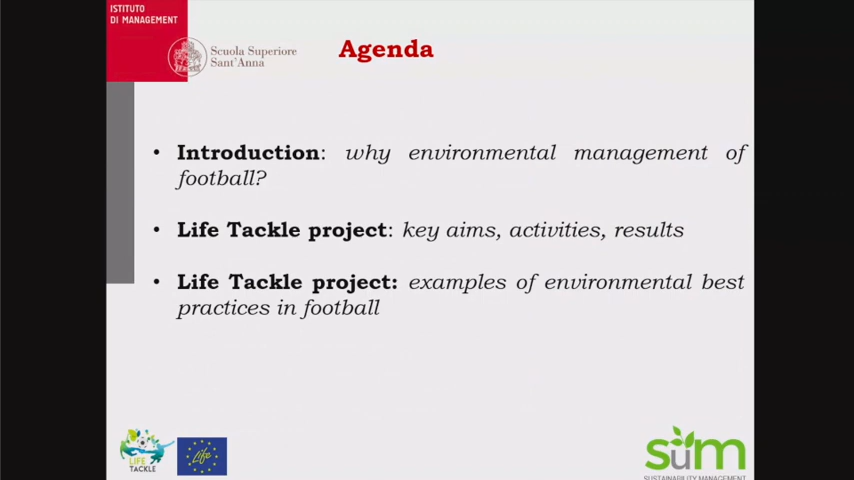 ISTITUTO
DI MANAGEMENT
Scuola Superiore
Sant'Anna
Agenda
• Introduction: why environmental management of
football?
• Life Tackle project: key aims, activities, results
• Life Tackle project: examples of environmental best
practices in football
LIFE
TACKLE
Life
sum
SUSTAINABILITY MANAGEMENT